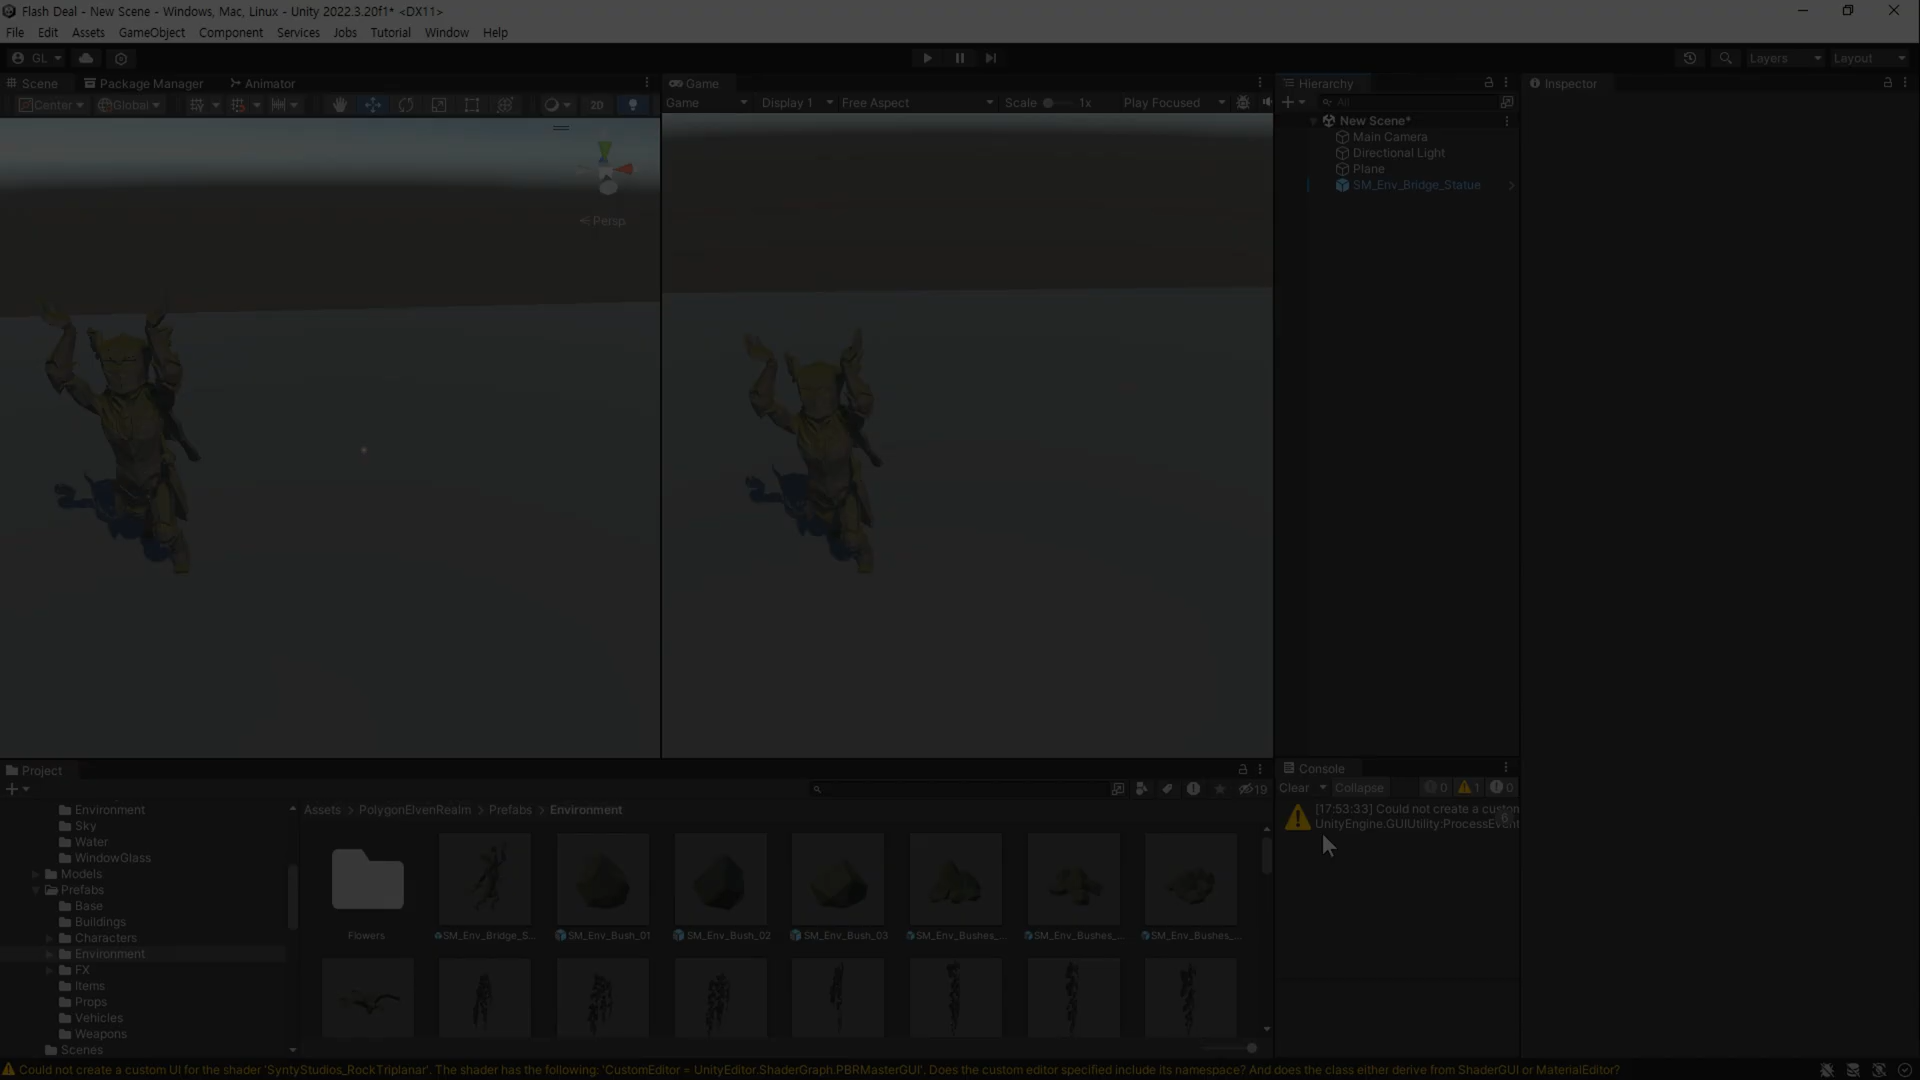 Flash Deal - New Scene - Windows, Mac, Linux - Unity 2022.3.20f1* <DX11>
File Edit Assets GameObject Component Services Jobs Tutorial Window Help
GL Layers Layout
Scene Package Manager Animator
Center Global 2D
Persp
Game
Game Display 1 Free Aspect Scale 1x Play Focused
Hierarchy
All
New Scene*
Main Camera
Directional Light
Plane
SM_Env_Bridge_Statue
Inspector
Project
19
Environment
Sky
Water
WindowGlass
Models
Prefabs
Base
Buildings
Characters
Environment
FX
Items
Props
Vehicles
Weapons
Scenes
Assets > PolygonElvenRealm > Prefabs > Environment
Flowers SM_Env_Bridge_S... SM_Env_Bush_01 SM_Env_Bush_02 SM_Env_Bush_03 SM_Env_Bushes_... SM_Env_Bushes_... SM_Env_Bushes_...
Console
Clear Collapse 0 1 0
[17:53:33] Could not create a custom
UnityEngine.GUIUtility:ProcessEvent
6
Could not create a custom UI for the shader 'SyntyStudios_RockTriplanar'. The shader has the following: 'CustomEditor = UnityEditor.ShaderGraph.PBRMasterGUI'. Does the custom editor specified include its namespace? And does the class either derive from ShaderGUI or MaterialEditor?